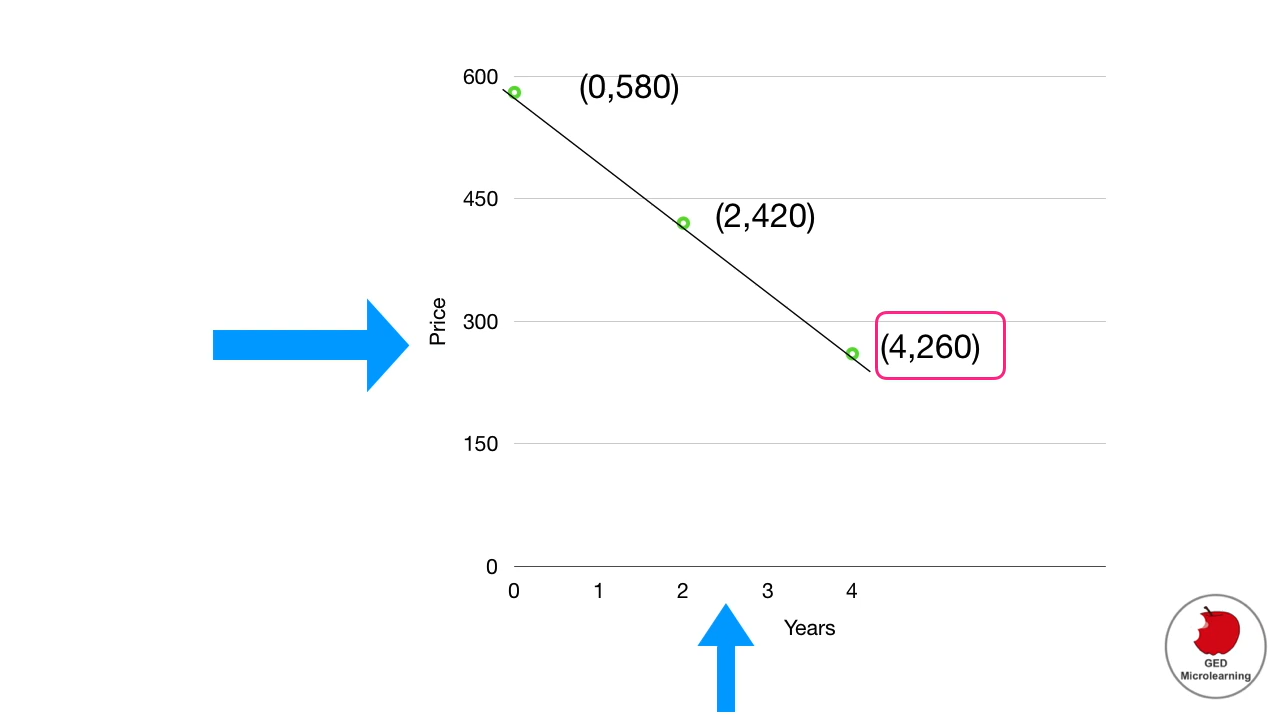 600
(0,580)
450
(2,420)
Price
300
(4,260)
150
0
0 1 2 3 4
Years
GED
Microlearning